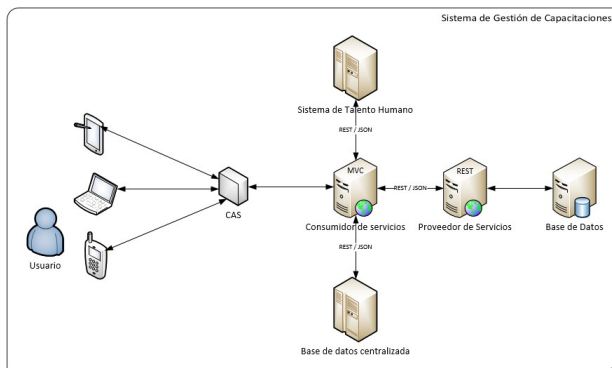 Sistema de Gestión de Capacitaciones
Sistema de Talento Humano
REST / JSON
MVC
REST / JSON
REST
CAS
Consumidor de servicios
Proveedor de Servicios
Base de Datos
Usuario
REST / JSON
Base de datos centralizada